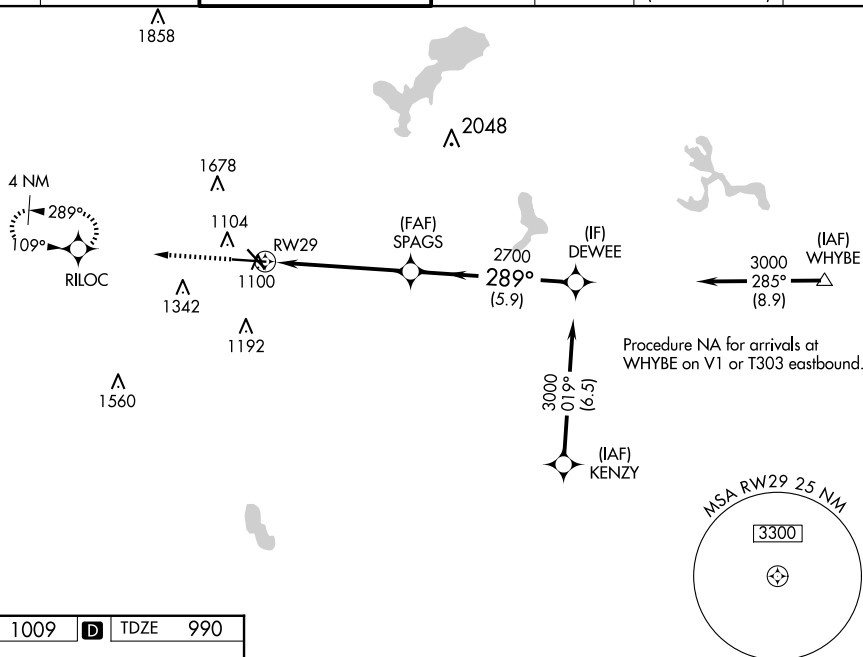 1858
2048
1678
4 NM
289°
109°
RILOC
1104
RW29
1100
1342
1192
1560
(FAF)
SPAGS
2700
289°
(5.9)
(IF)
DEWEE
3000
285°
(8.9)
(IAF)
WHYBE
Procedure NA for arrivals at
WHYBE on V1 or T303 eastbound.
3000
019°
(6.5)
(IAF)
KENZY
MSA RW29 25 NM
3300
1009 D TDZE 990